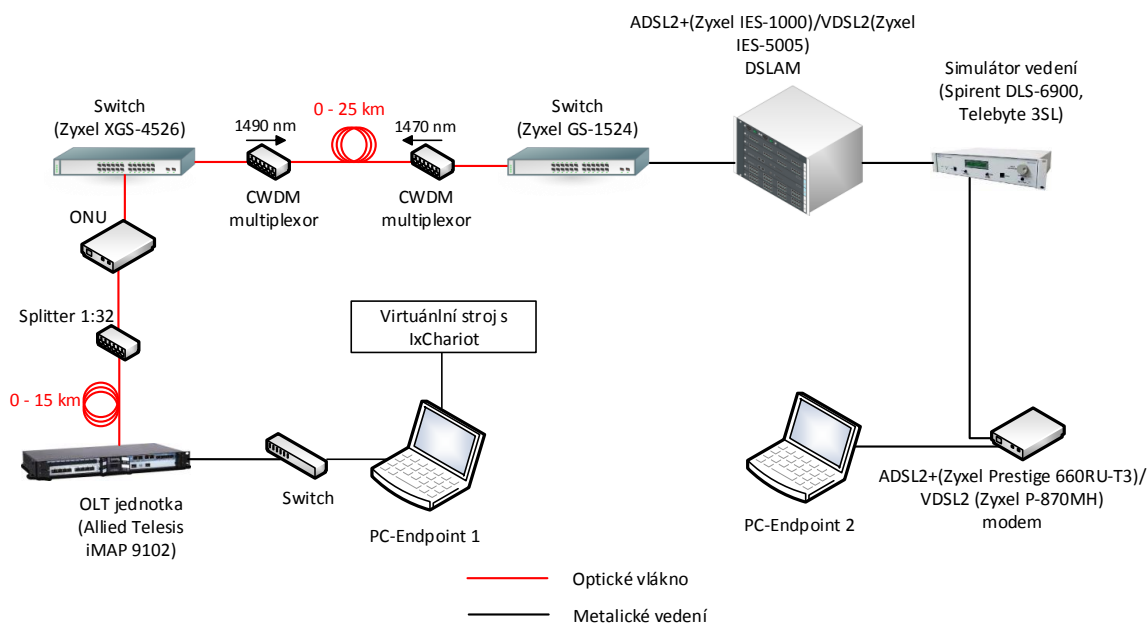 ADSL2+(Zyxel IES-1000)/VDSL2(Zyxel
IES-5005)
DSLAM
Simulátor vedení
(Spirent DLS-6900,
Telebyte 3SL)
Switch
(Zyxel XGS-4526)
0 - 25 km
1490 nm
1470 nm
Switch
(Zyxel GS-1524)
CWDM
multiplexor
CWDM
multiplexor
ONU
Splitter 1:32
Virtuánlní stroj s
IxChariot
0 - 15 km
Switch
OLT jednotka
(Allied Telesis
iMAP 9102)
PC-Endpoint 1
PC-Endpoint 2
ADSL2+(Zyxel Prestige 660RU-T3)/
VDSL2 (Zyxel P-870MH)
modem
Optické vlákno
Metalické vedení